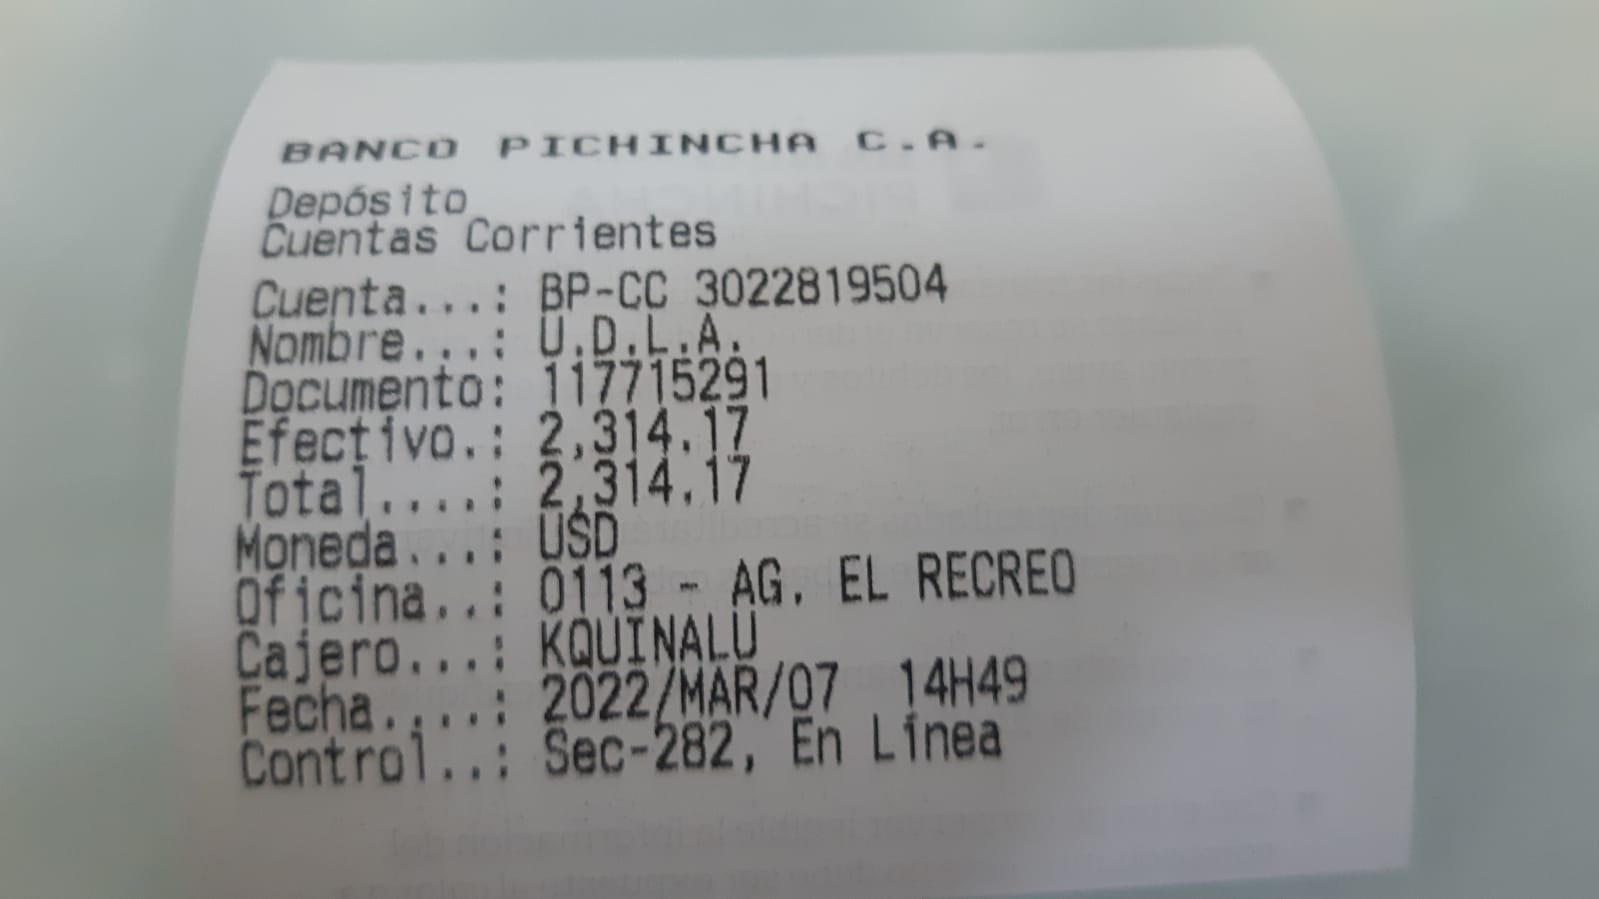 BANCO PICHINCHA C.A.
Depósito
Cuentas Corrientes
Cuenta...: BP-CC 3022819504
Nombre...: U.D.L.A.
Documento: 117715291
Efectivo.: 2,314.17
Total....: 2,314.17
Moneda...: USD
Oficina..: 0113 - AG. EL RECREO
Cajero...: KQUINALU
Fecha....: 2022/MAR/07 14H49
Control..: Sec-282, En Línea